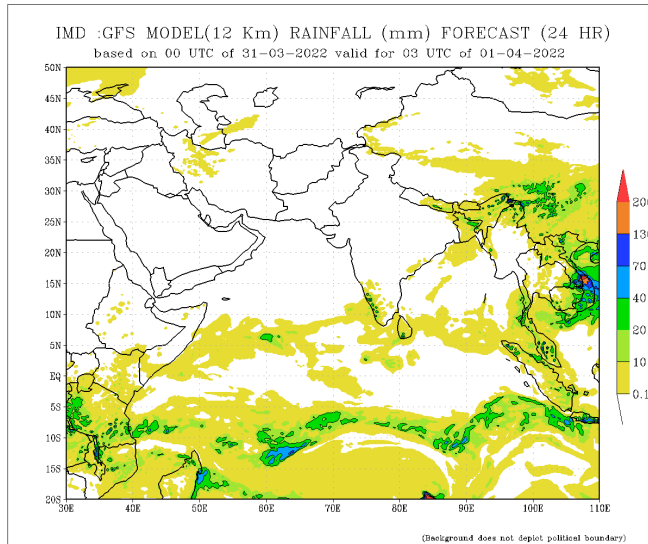 IMD :GFS MODEL(12 Km) RAINFALL (mm) FORECAST (24 HR)
based on 00 UTC of 31-03-2022 valid for 03 UTC of 01-04-2022
50N
45N
40N
35N
30N
25N
20N
15N
10N
5N
EQ
5S
10S
15S
20S
30E 40E 50E 60E 70E 80E 90E 100E 110E
200
130
70
40
20
10
0.1
(Background does not depict political boundary)